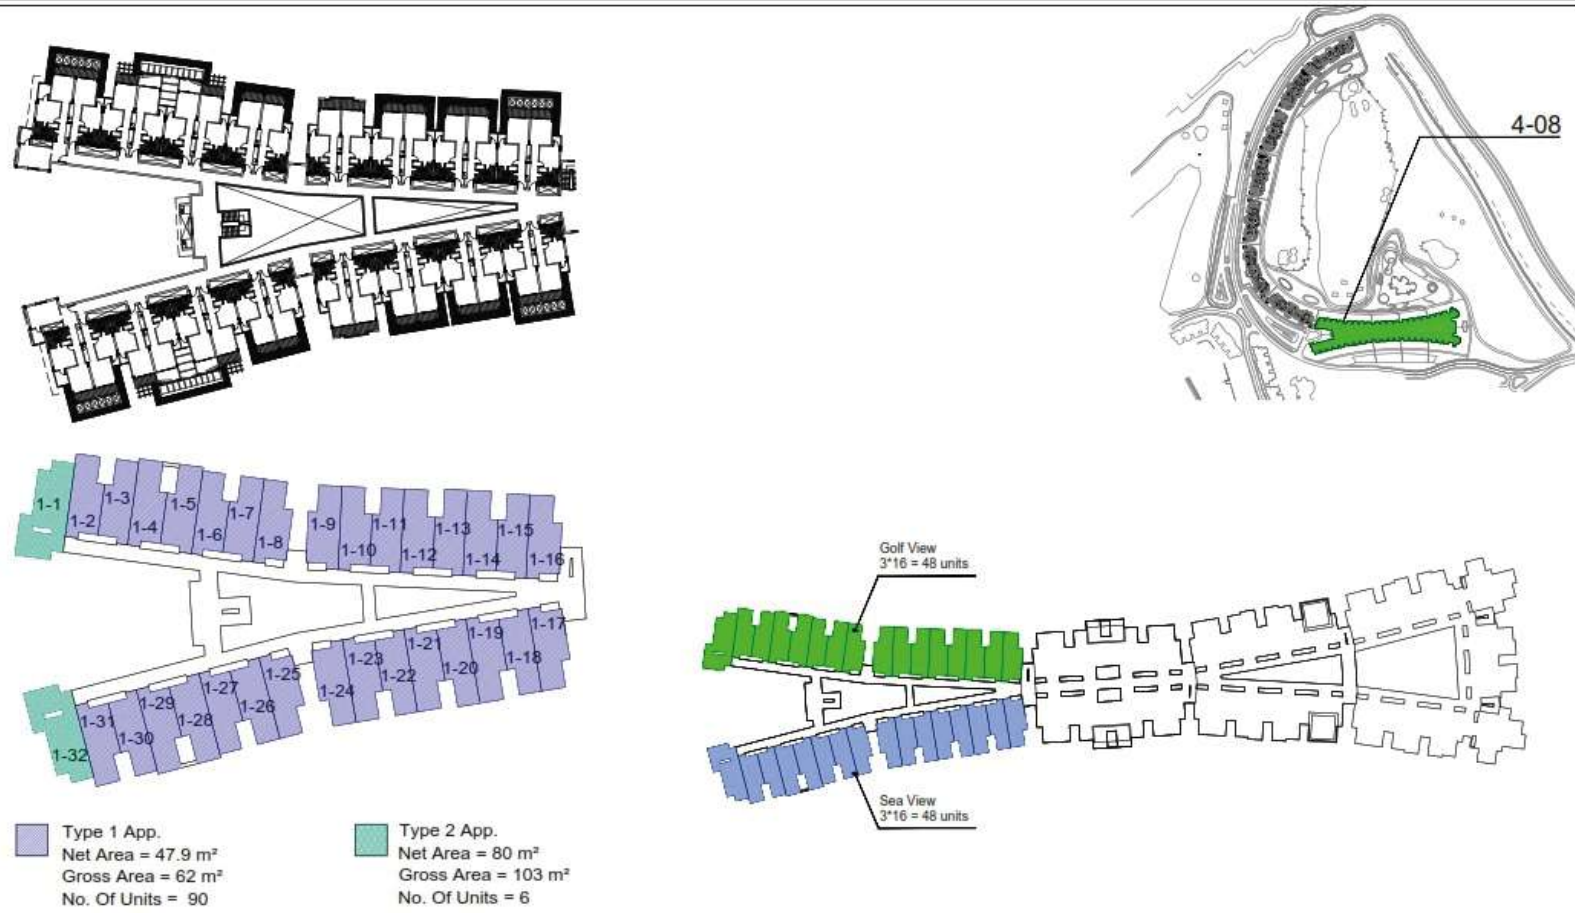 4-08
1-1
1-2
1-3
1-4
1-5
1-6
1-7
1-8
1-9
1-10
1-11
1-12
1-13
1-14
1-15
1-16
1-17
1-18
1-19
1-20
1-21
1-22
1-23
1-24
1-25
1-26
1-27
1-28
1-29
1-30
1-31
1-32
Golf View
3*16 = 48 units
Sea View
3*16 = 48 units
Type 1 App.
Net Area = 47.9 m²
Gross Area = 62 m²
No. Of Units = 90
Type 2 App.
Net Area = 80 m²
Gross Area = 103 m²
No. Of Units = 6